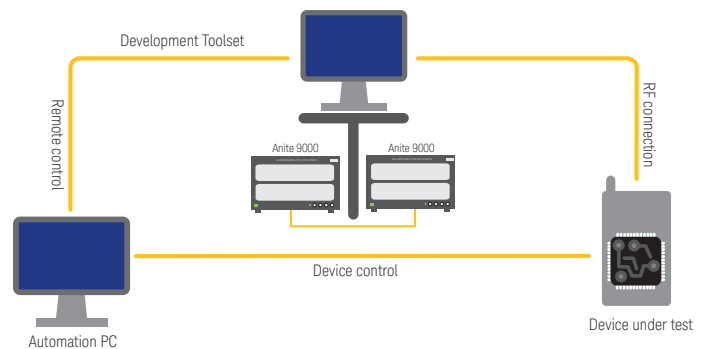 Development Toolset
Remote control
RF connection
Anite 9000
Anite 9000
Device control
Automation PC
Device under test